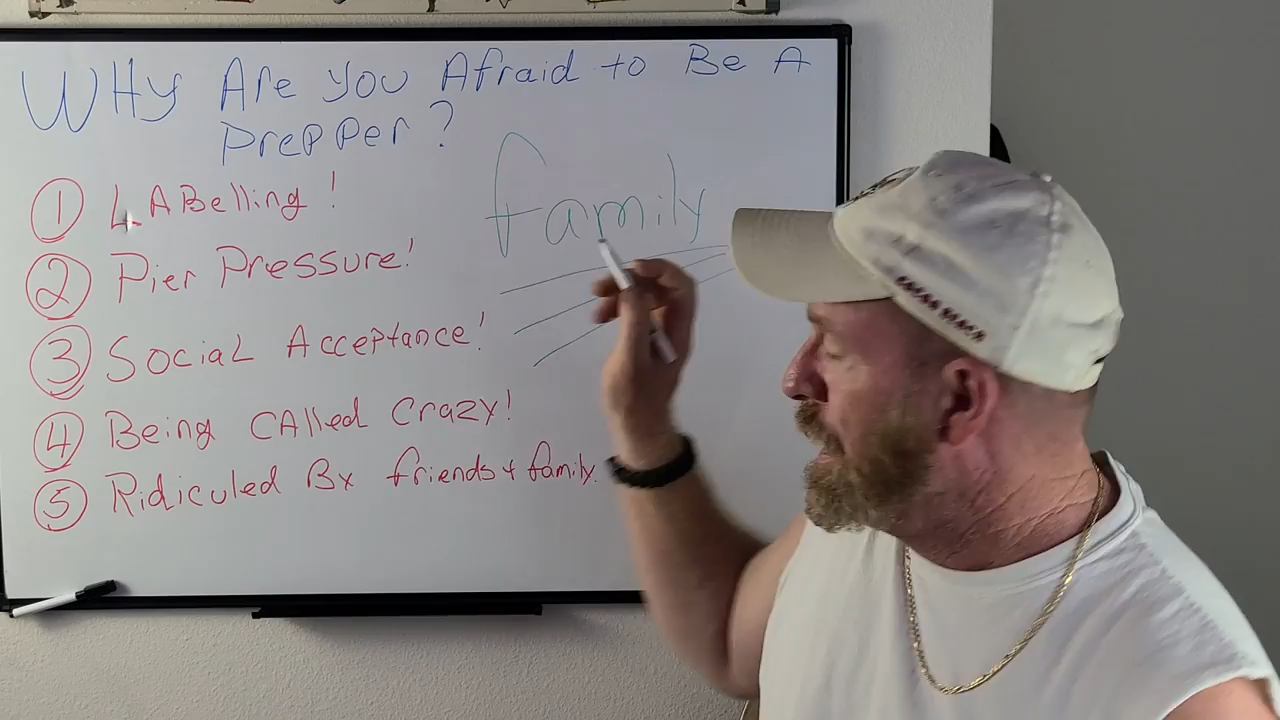 WHy Are you Afraid to Be A
PrePPer?
family
1 LABelling!
2 Pier Pressure!
3 SociaL Acceptance!
4 Being CAlled Crazy!
5 Ridiculed By friends + family.